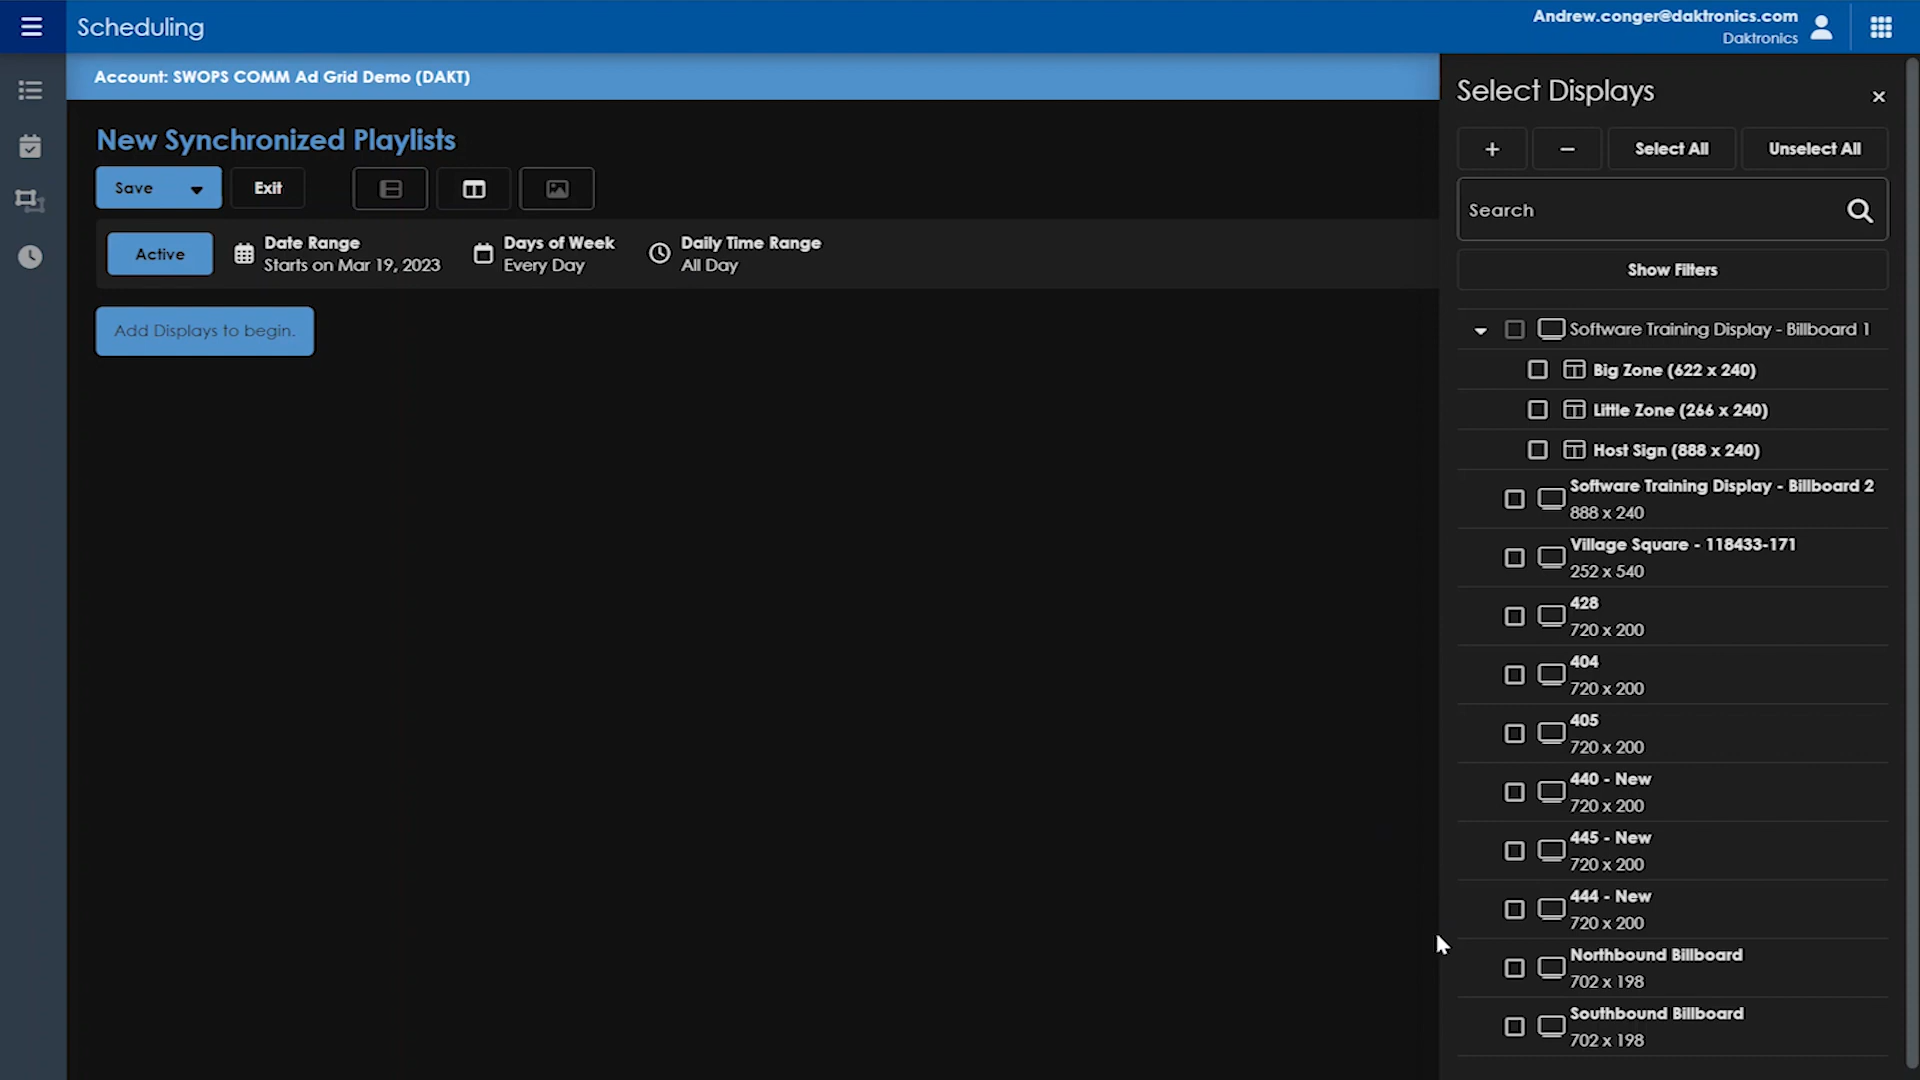 Scheduling
Andrew.conger@daktronics.com
Daktronics
Account: SWOPS COMM Ad Grid Demo (DAKT)
New Synchronized Playlists
Save
Exit
Active
Date Range
Starts on Mar 19, 2023
Days of Week
Every Day
Daily Time Range
All Day
Add Displays to begin.
Select Displays
Select All
Unselect All
Search
Show Filters
Software Training Display - Billboard 1
Big Zone (622 x 240)
Little Zone (266 x 240)
Host Sign (888 x 240)
Software Training Display - Billboard 2
888 x 240
Village Square - 118433-171
252 x 540
428
720 x 200
404
720 x 200
405
720 x 200
440 - New
720 x 200
445 - New
720 x 200
444 - New
720 x 200
Northbound Billboard
702 x 198
Southbound Billboard
702 x 198